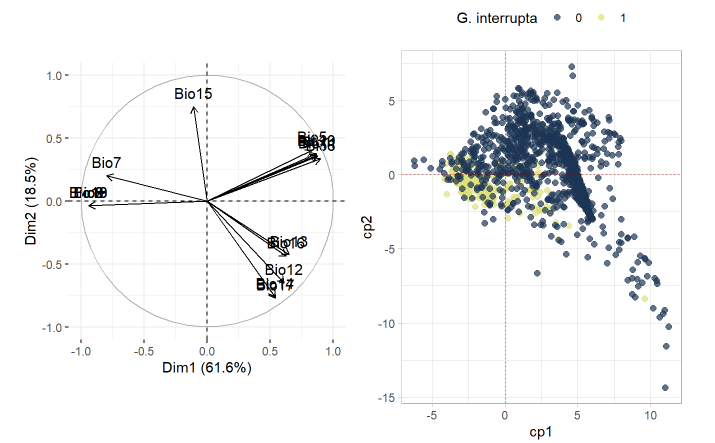 G. interrupta 0 1
1.0
0.5
0.0
-0.5
-1.0
Dim2 (18.5%)
Bio15
Bio7
Bio5
Bio13
Bio12
-1.0 -0.5 0.0 0.5 1.0
Dim1 (61.6%)
5
0
-5
-10
-15
cp2
-5 0 5 10
cp1